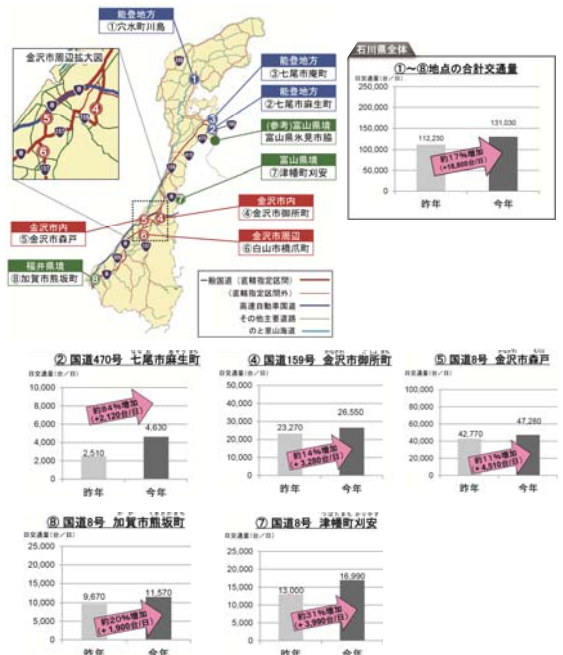 能登地方
①穴水町川島
能登地方
③七尾市庵町
能登地方
②七尾市麻生町
(参考)富山県境
富山県氷見市脇
富山県境
⑦津幡町刈安
金沢市内
④金沢市御所町
金沢市内
⑤金沢市森戸
金沢市周辺
⑥白山市橋爪町
福井県境
⑧加賀市熊坂町
金沢市周辺拡大図
一般国道(直轄指定区間)
(直轄指定区間外)
高速自動車国道
その他主要道路
のと里山海道
石川県全体
①~⑧地点の合計交通量
日交通量(台/日)
250,000
200,000
150,000
100,000
50,000
0
112,230
131,030
約17%増加
(+18,800台/日)
昨年
今年
② 国道470号 七尾市麻生町
日交通量(台/日)
10,000
8,000
6,000
4,000
2,000
0
2,510
4,630
約84%増加
(+2,120台/日)
昨年
今年
④ 国道159号 金沢市御所町
日交通量(台/日)
50,000
40,000
30,000
20,000
10,000
0
23,270
26,550
約14%増加
(+3,280台/日)
昨年
今年
⑤ 国道8号 金沢市森戸
日交通量(台/日)
100,000
80,000
60,000
40,000
20,000
0
42,770
47,280
約11%増加
(+4,510台/日)
昨年
今年
⑧ 国道8号 加賀市熊坂町
日交通量(台/日)
25,000
20,000
15,000
10,000
5,000
0
9,670
11,570
約20%増加
(+1,900台/日)
昨年
今年
⑦ 国道8号 津幡町刈安
日交通量(台/日)
25,000
20,000
15,000
10,000
5,000
0
13,000
16,990
約31%増加
(+3,990台/日)
昨年
今年